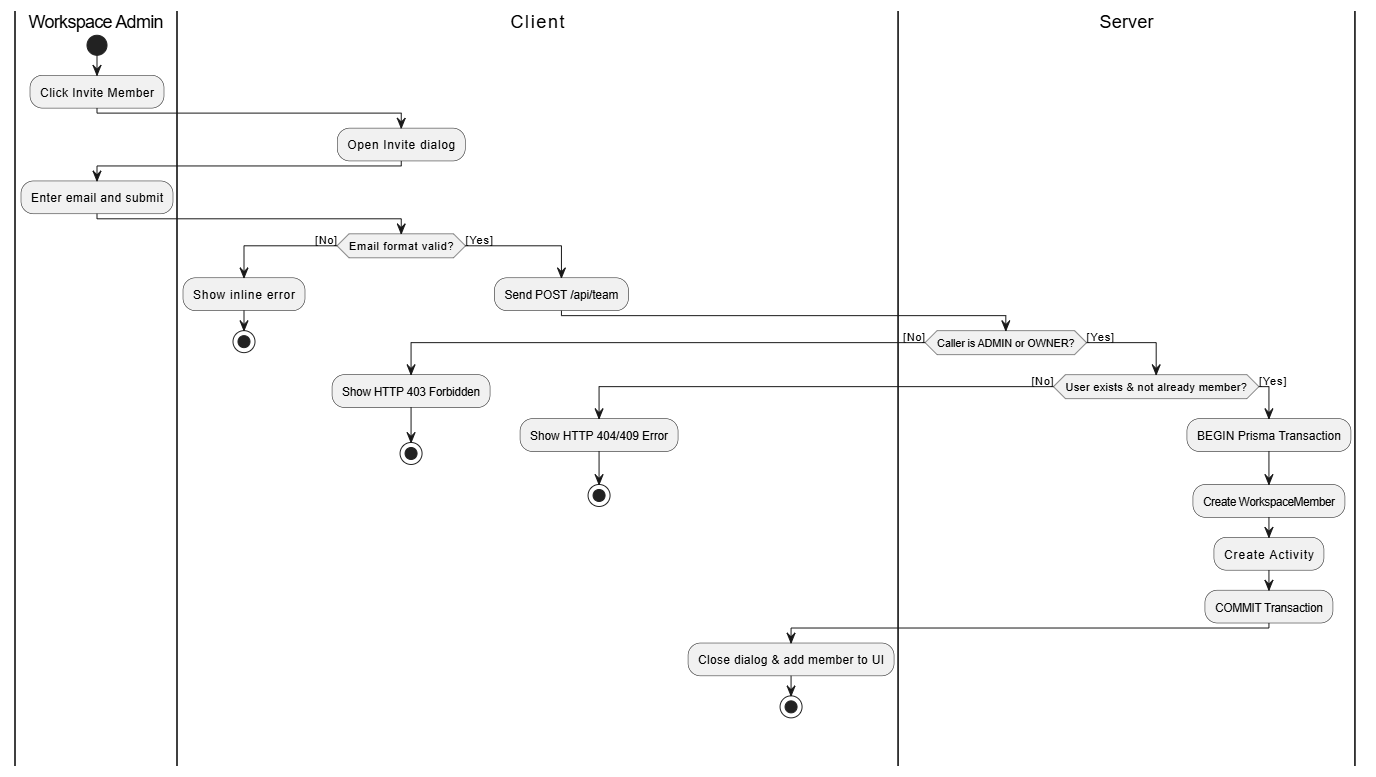 Workspace Admin
Client
Server
Click Invite Member
Open Invite dialog
Enter email and submit
[No]
Email format valid?
[Yes]
Show inline error
Send POST /api/team
[No]
Caller is ADMIN or OWNER?
[Yes]
Show HTTP 403 Forbidden
[No]
User exists & not already member?
[Yes]
Show HTTP 404/409 Error
BEGIN Prisma Transaction
Create WorkspaceMember
Create Activity
COMMIT Transaction
Close dialog & add member to UI